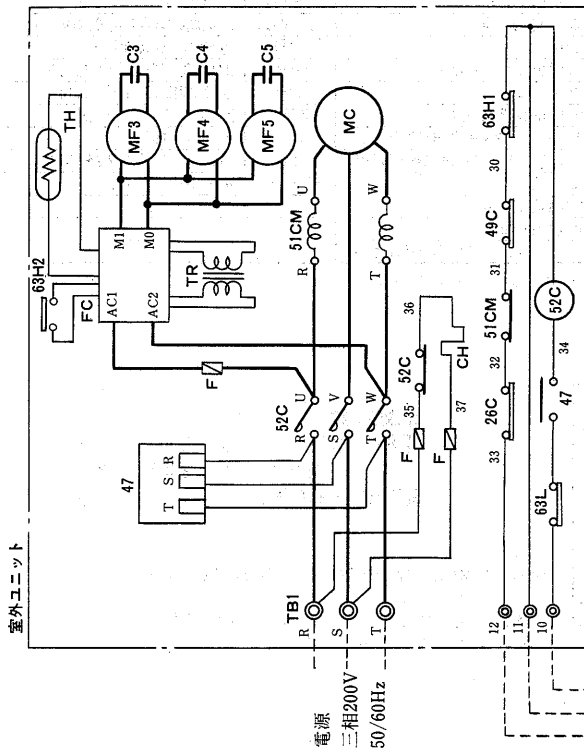 室外ユニット
TH
63H2
FC
M1
M0
AC1
AC2
TR
MF3
C3
MF4
C4
MF5
C5
MC
47
T S R
F
51CM
R
U
T
W
52C
R
U
S
V
T
W
TB1
R
S
T
電源
三相200V
50/60Hz
F
35
52C
36
F
37
CH
12
33
26C
32
51CM
31
49C
30
63H1
11
10
63L
47
34
52C